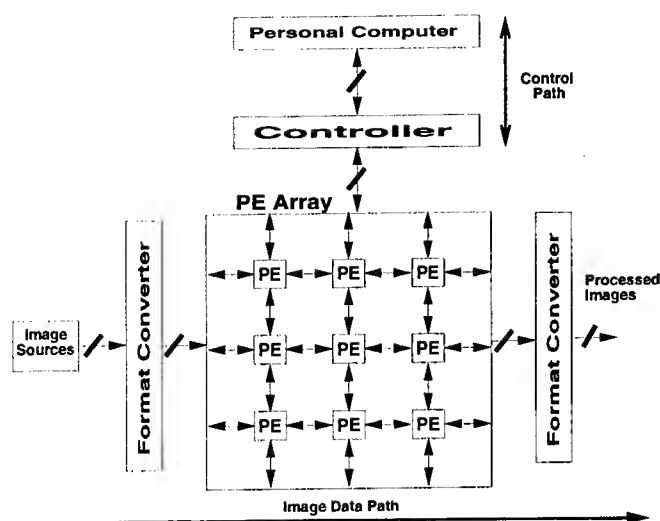 Personal Computer
Control
Path
Controller
PE Array
Format Converter
PE PE PE
Processed
Images
Image
Sources
PE PE PE
Format Converter
PE PE PE
Image Data Path